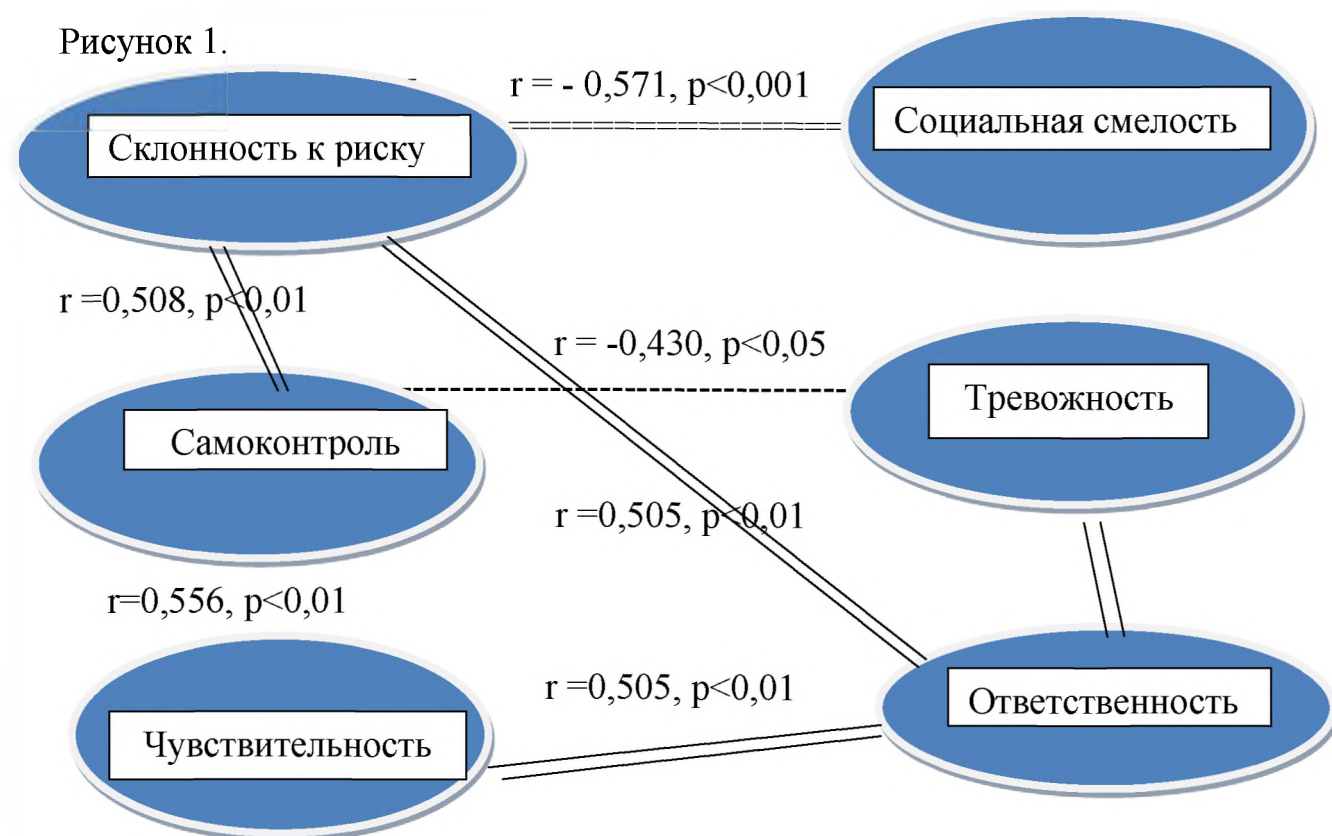 Рисунок 1.
r = - 0,571, p<0,001
Социальная смелость
Склонность к риску
r =0,508, p<0,01
r = -0,430, p<0,05
Тревожность
Самоконтроль
r =0,505, p<0,01
r=0,556, p<0,01
r =0,505, p<0,01
Ответственность
Чувствительность